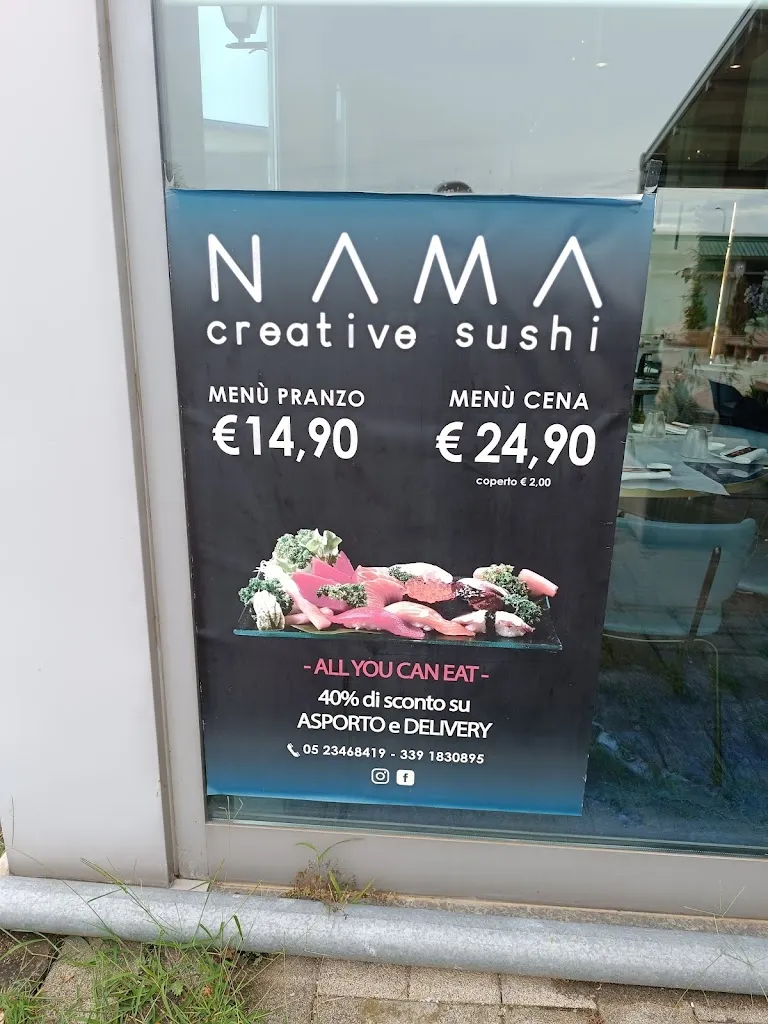 NAMA
creative sushi
MENÙ PRANZO
€14,90
MENÙ CENA
€ 24,90
coperto € 2,00
- ALL YOU CAN EAT -
40% di sconto su
ASPORTO e DELIVERY
05 23468419 - 339 1830895